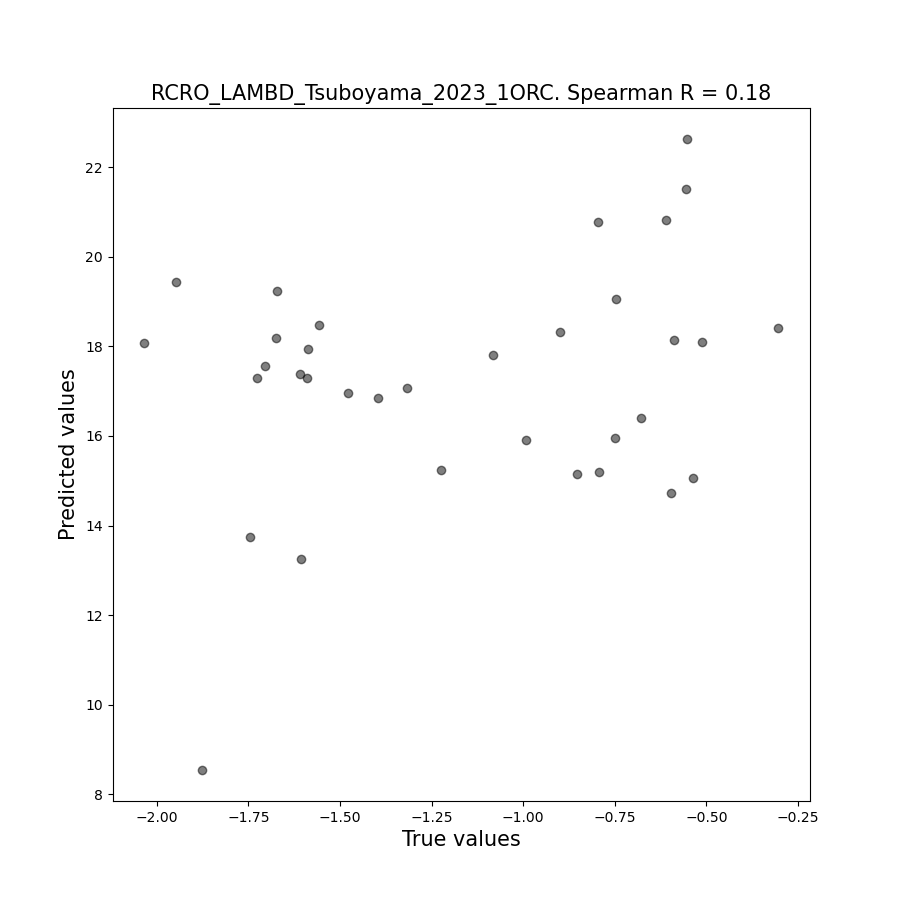 RCRO_LAMBD_Tsuboyama_2023_1ORC. Spearman R = 0.18
22
20
18
16
14
12
10
8
Predicted values
−2.00 −1.75 −1.50 −1.25 −1.00 −0.75 −0.50 −0.25
True values